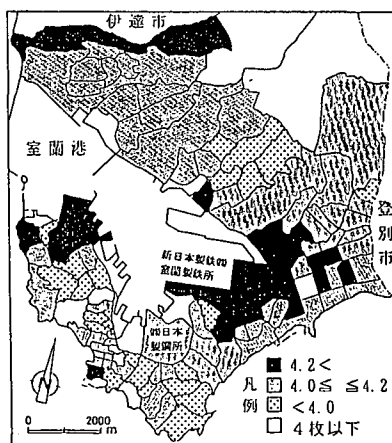 伊達市
室蘭港
登別市
新日本製鉄㈱
室蘭製鉄所
㈱日本
製鋼所
凡例
4.2<
4.0≦ ≦4.2
<4.0
4枚以下
0 2000 m